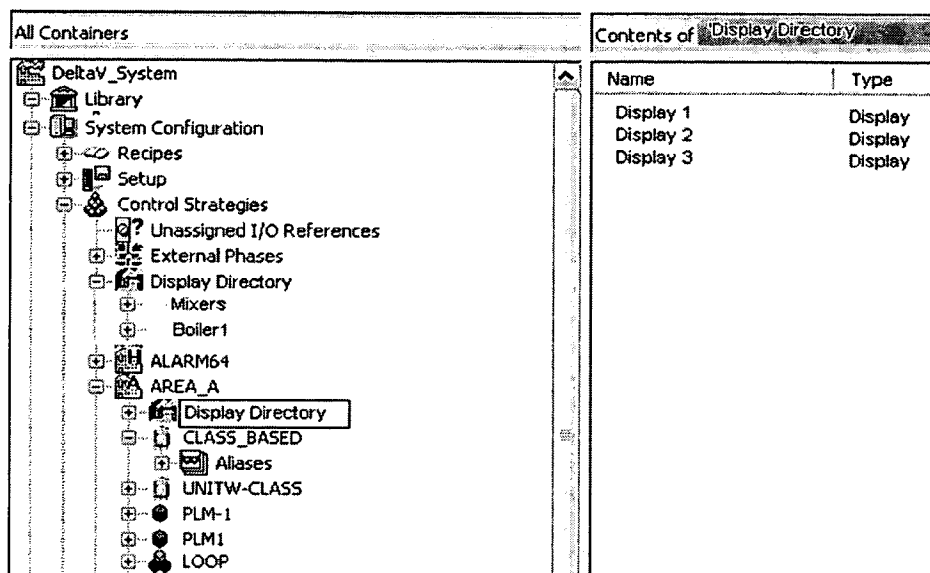 All Containers
DeltaV_System
Library
System Configuration
Recipes
Setup
Control Strategies
Unassigned I/O References
External Phases
Display Directory
Mixers
Boiler1
ALARM64
AREA_A
Display Directory
CLASS_BASED
Aliases
UNITW-CLASS
PLM-1
PLM1
LOOP
Contents of 'Display Directory
Name Type
Display 1 Display
Display 2 Display
Display 3 Display